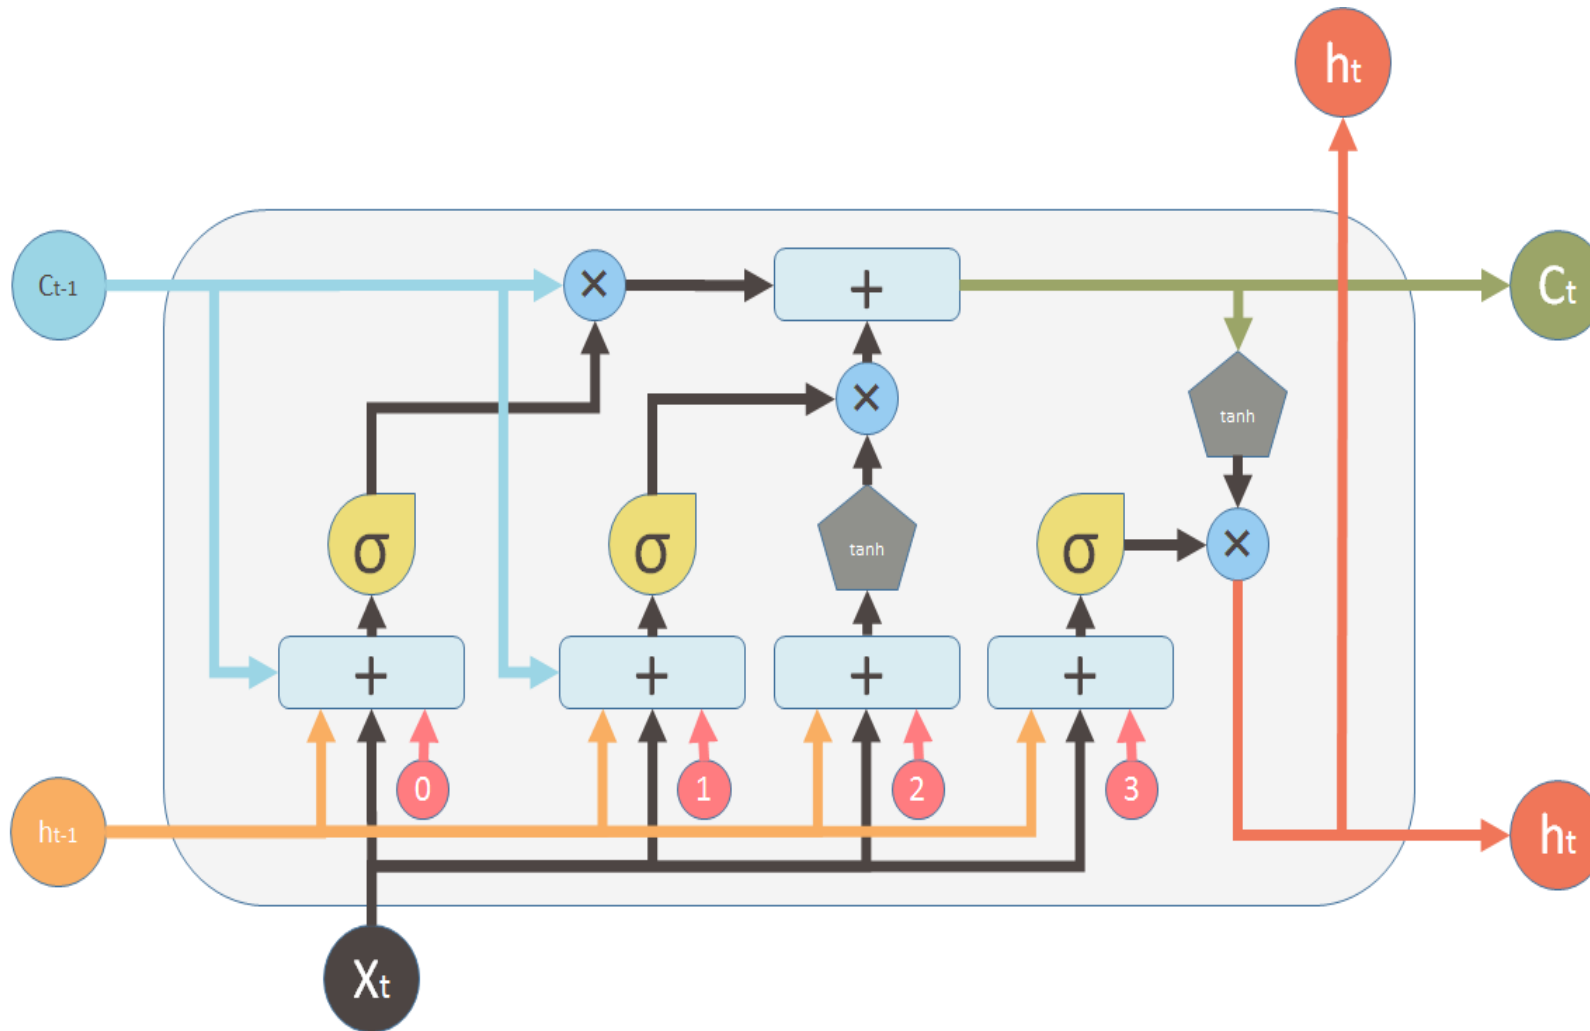 ht
Ct-1
×
+
Ct
×
tanh
σ
σ
tanh
σ
×
+
+
+
+
0
1
2
3
ht-1
ht
Xt